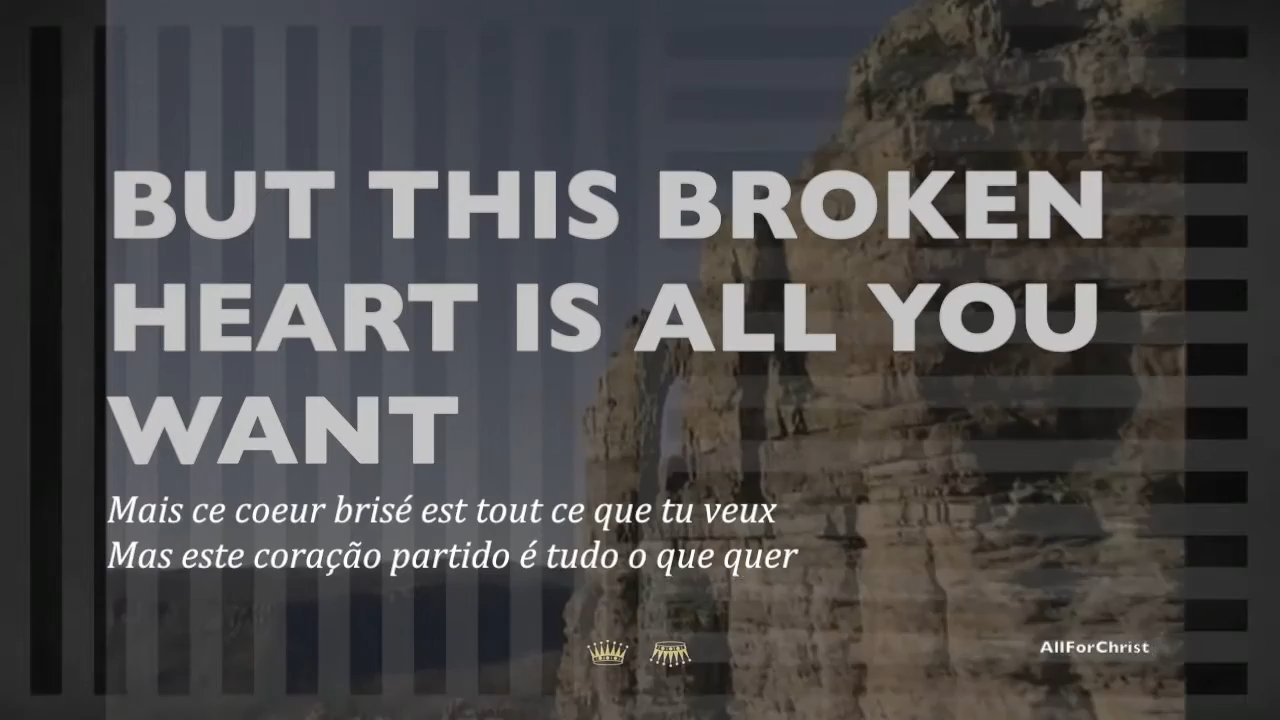 BUT THIS BROKEN
HEART IS ALL YOU
WANT
Mais ce coeur brisé est tout ce que tu veux
Mas este coração partido é tudo o que quer
AllForChrist